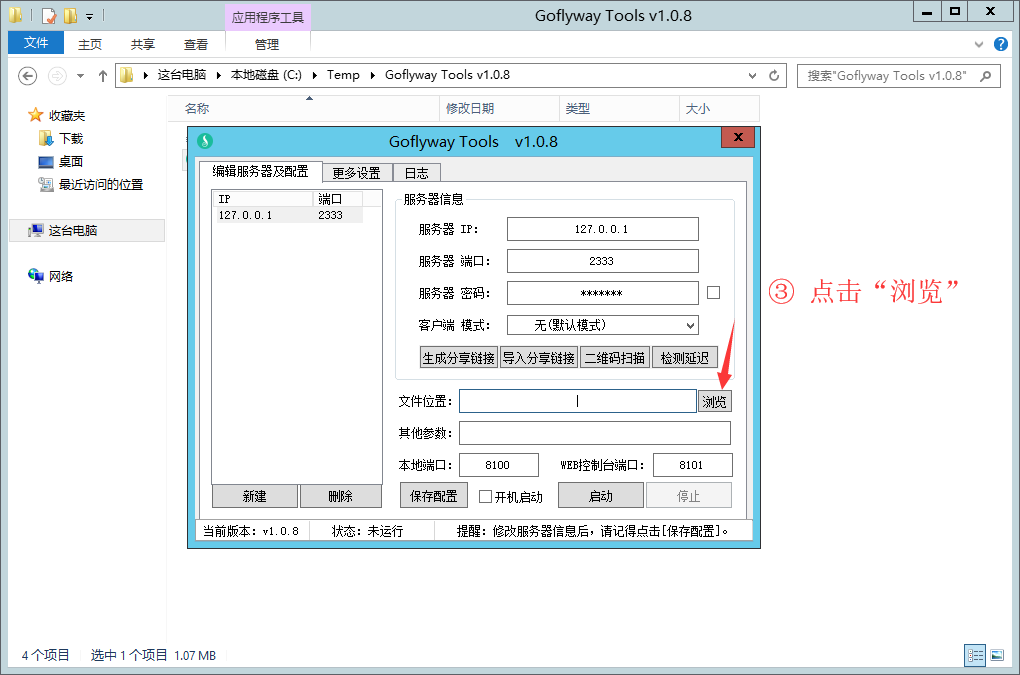 应用程序工具
Goflyway Tools v1.0.8
文件 主页 共享 查看 管理
这台电脑 本地磁盘 (C:) Temp Goflyway Tools v1.0.8
搜索"Goflyway Tools v1.0.8"
名称 修改日期 类型 大小
收藏夹
下载
桌面
最近访问的位置
这台电脑
网络
Goflyway Tools v1.0.8
编辑服务器及配置 更多设置 日志
IP 端口
127.0.0.1 2333
新建 删除
服务器信息
服务器 IP: 127.0.0.1
服务器 端口: 2333
服务器 密码: *******
客户端 模式: 无(默认模式)
生成分享链接 导入分享链接 二维码扫描 检测延迟
文件位置: 浏览
其他参数:
本地端口: 8100 WEB控制台端口: 8101
保存配置 开机启动 启动 停止
当前版本: v1.0.8 状态: 未运行 提醒: 修改服务器信息后, 请记得点击[保存配置]。
③ 点击“浏览”
4 个项目 选中 1 个项目 1.07 MB